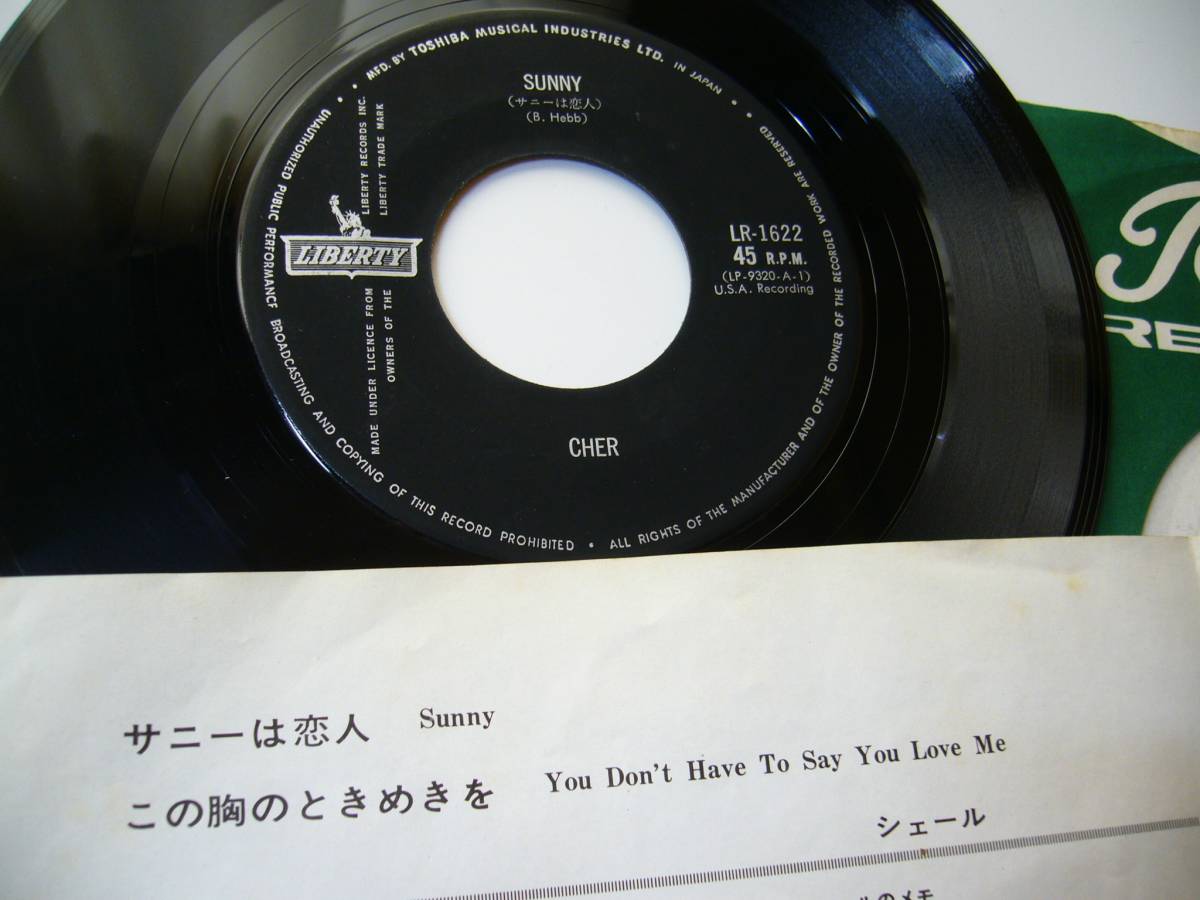 MFD. BY TOSHIBA MUSICAL INDUSTRIES LTD. IN JAPAN
SUNNY
(サニーは恋人)
(B. Hebb)
LIBERTY RECORDS INC.
LIBERTY TRADE MARK
LIBERTY
MADE UNDER LICENCE FROM
OWNERS OF THE
LR-1622
45 R.P.M.
(LP-9320-A-1)
U.S.A. Recording
CHER
UNAUTHORIZED PUBLIC PERFORMANCE BROADCASTING AND COPYING OF THIS RECORD PROHIBITED • ALL RIGHTS OF THE MANUFACTURER AND OF THE OWNER OF THE RECORDED WORK ARE RESERVED
サニーは恋人 Sunny
この胸のときめきを You Don't Have To Say You Love Me
シェール
のメモ